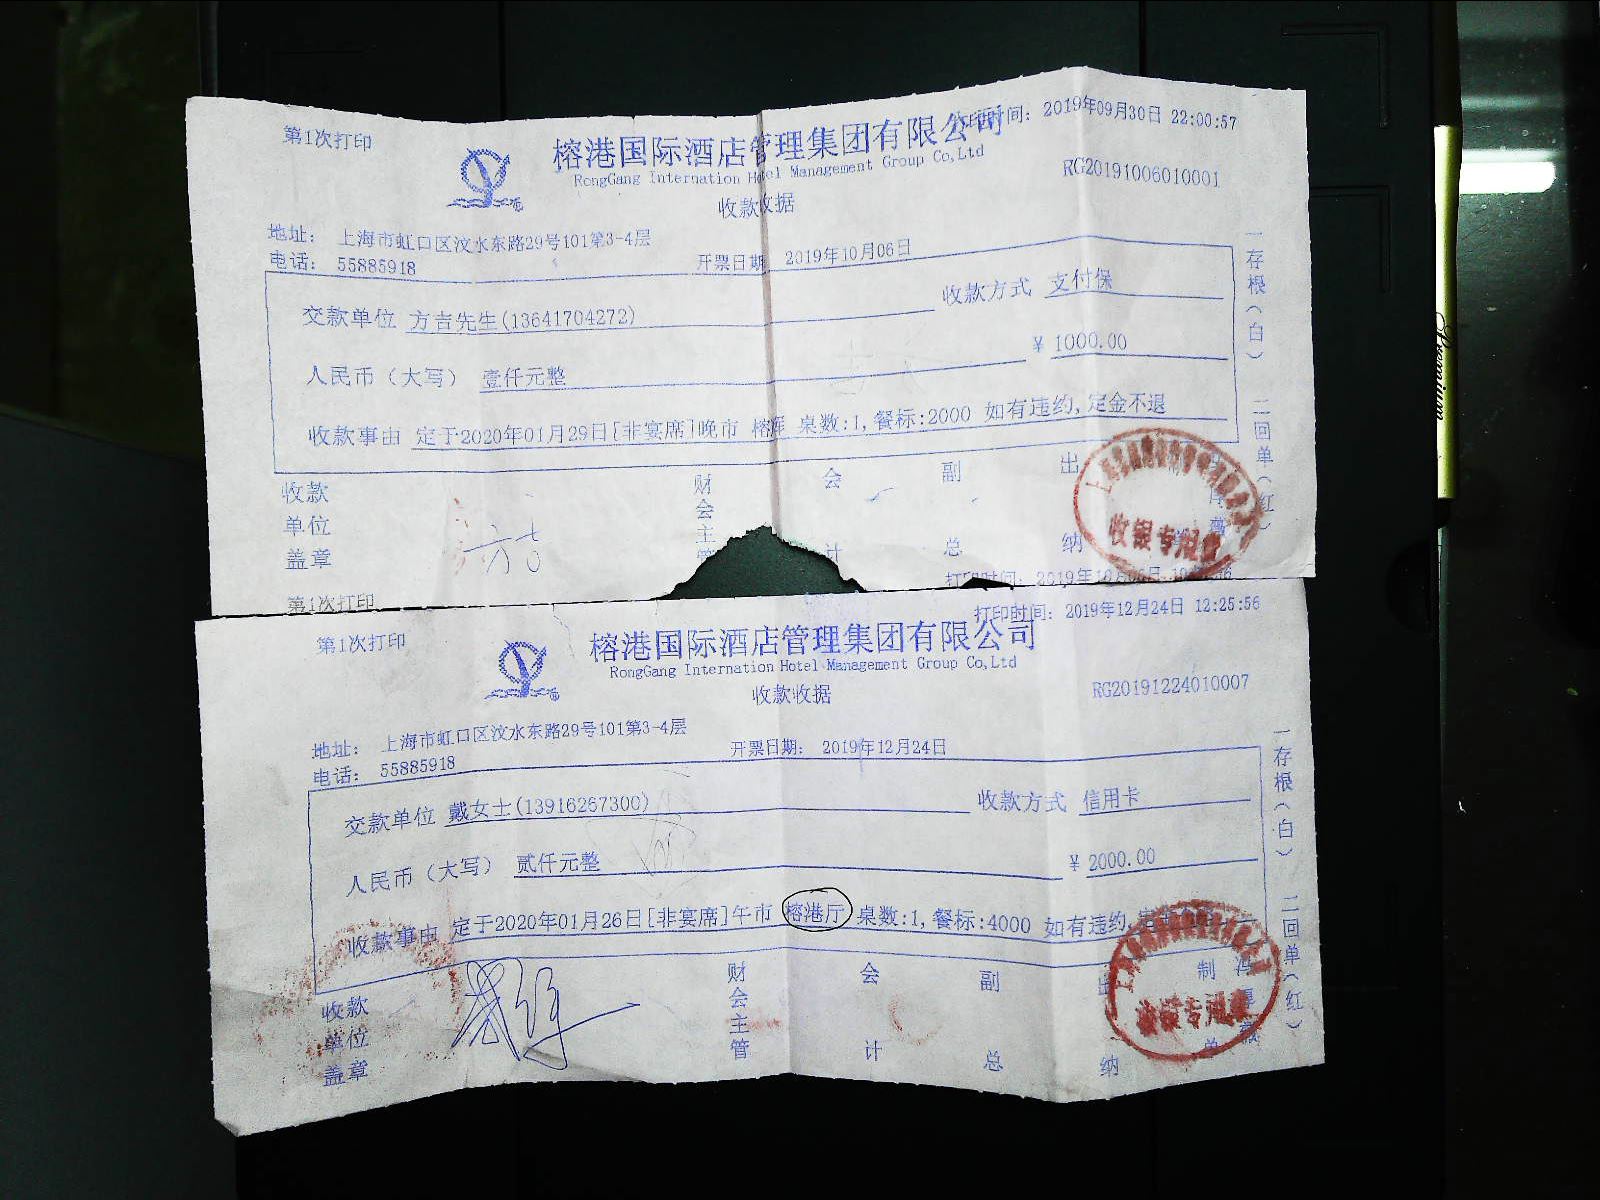 第1次打印
打印时间: 2019年09月30日 22:00:57
榕港国际酒店管理集团有限公司
RongGang Internation Hotel Management Group Co,Ltd
RG20191006010001
收款收据
地址: 上海市虹口区汶水东路29号101第3-4层
电话: 55885918
开票日期: 2019年10月06日
交款单位 方吉先生(13641704272) 收款方式 支付保
人民币（大写） 壹仟元整 ¥ 1000.00
收款事由 定于2020年01月29日[非宴席]晚市 榕厍 桌数:1,餐标:2000 如有违约,定金不退
收款单位盖章
方吉
财会主管 会计 副总 出纳
一存根（白） 二回单（红）
收银专用章
第1次打印
第1次打印
打印时间: 2019年12月24日 12:25:56
榕港国际酒店管理集团有限公司
RongGang Internation Hotel Management Group Co,Ltd
RG20191224010007
收款收据
地址: 上海市虹口区汶水东路29号101第3-4层
电话: 55885918
开票日期: 2019年12月24日
交款单位 戴女士(13916267300) 收款方式 信用卡
人民币（大写） 贰仟元整 ¥ 2000.00
收款事由 定于2020年01月26日[非宴席]午市 榕港厅 桌数:1,餐标:4000 如有违约,
收款单位盖章
财会主管 会计 副总 出纳 制单
一存根（白） 二回单（红）
收银专用章
Premium